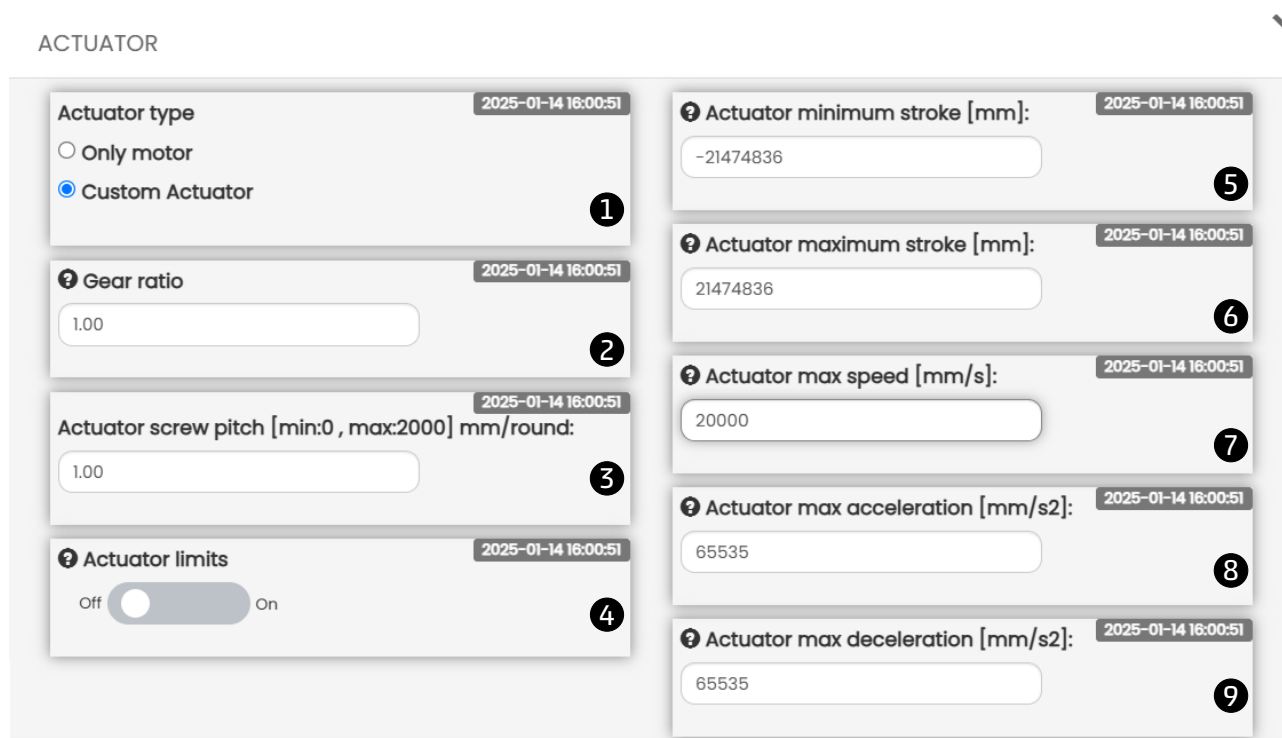 ACTUATOR
Actuator type
2025-01-14 16:00:51
Only motor
Custom Actuator
1
Gear ratio
2025-01-14 16:00:51
1.00
2
2025-01-14 16:00:51
Actuator screw pitch [min:0 , max:2000] mm/round:
1.00
3
Actuator limits
2025-01-14 16:00:51
Off
On
4
Actuator minimum stroke [mm]:
2025-01-14 16:00:51
-21474836
5
Actuator maximum stroke [mm]:
2025-01-14 16:00:51
21474836
6
Actuator max speed [mm/s]:
2025-01-14 16:00:51
20000
7
Actuator max acceleration [mm/s2]:
2025-01-14 16:00:51
65535
8
Actuator max deceleration [mm/s2]:
2025-01-14 16:00:51
65535
9